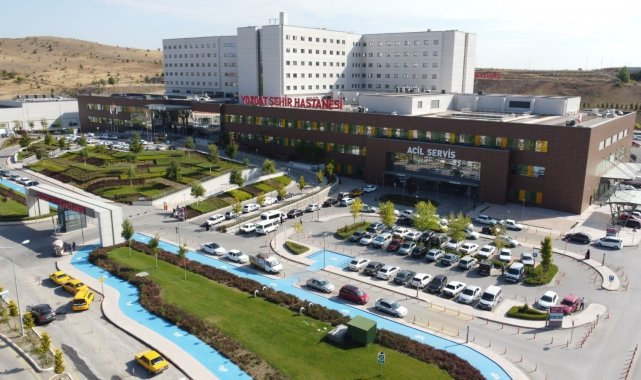 YOZGAT ŞEHİR HASTANESİ
ACİL SERVİS